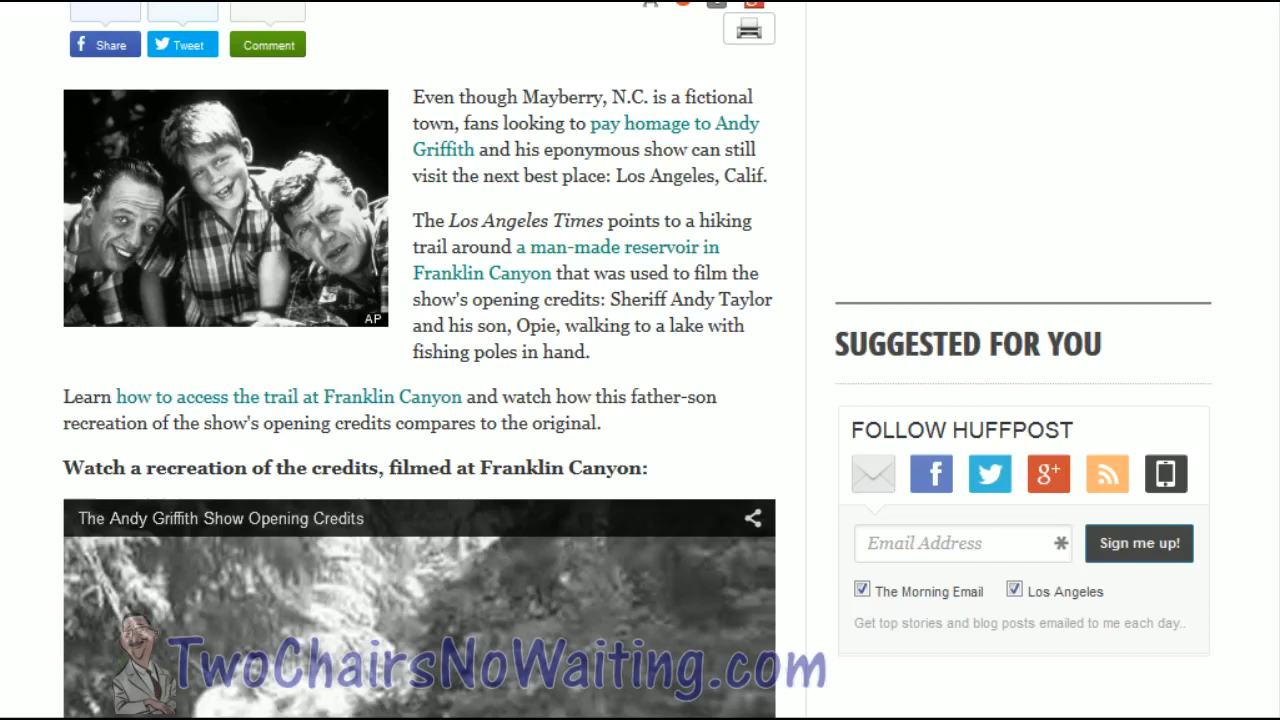 Share
Tweet
Comment
AP
Even though Mayberry, N.C. is a fictional
town, fans looking to pay homage to Andy
Griffith and his eponymous show can still
visit the next best place: Los Angeles, Calif.
The Los Angeles Times points to a hiking
trail around a man-made reservoir in
Franklin Canyon that was used to film the
show's opening credits: Sheriff Andy Taylor
and his son, Opie, walking to a lake with
fishing poles in hand.
Learn how to access the trail at Franklin Canyon and watch how this father-son
recreation of the show's opening credits compares to the original.
Watch a recreation of the credits, filmed at Franklin Canyon:
The Andy Griffith Show Opening Credits
TwoChairsNoWaiting.com
SUGGESTED FOR YOU
FOLLOW HUFFPOST
Email Address *
Sign me up!
The Morning Email
Los Angeles
Get top stories and blog posts emailed to me each day..